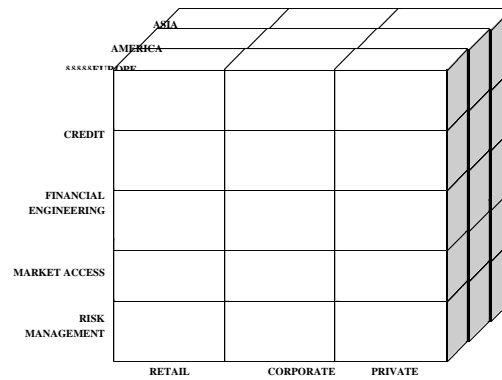 ASIA
AMERICA
$$$$$EUROPE
CREDIT
FINANCIAL
ENGINEERING
MARKET ACCESS
RISK
MANAGEMENT
RETAIL
CORPORATE
PRIVATE